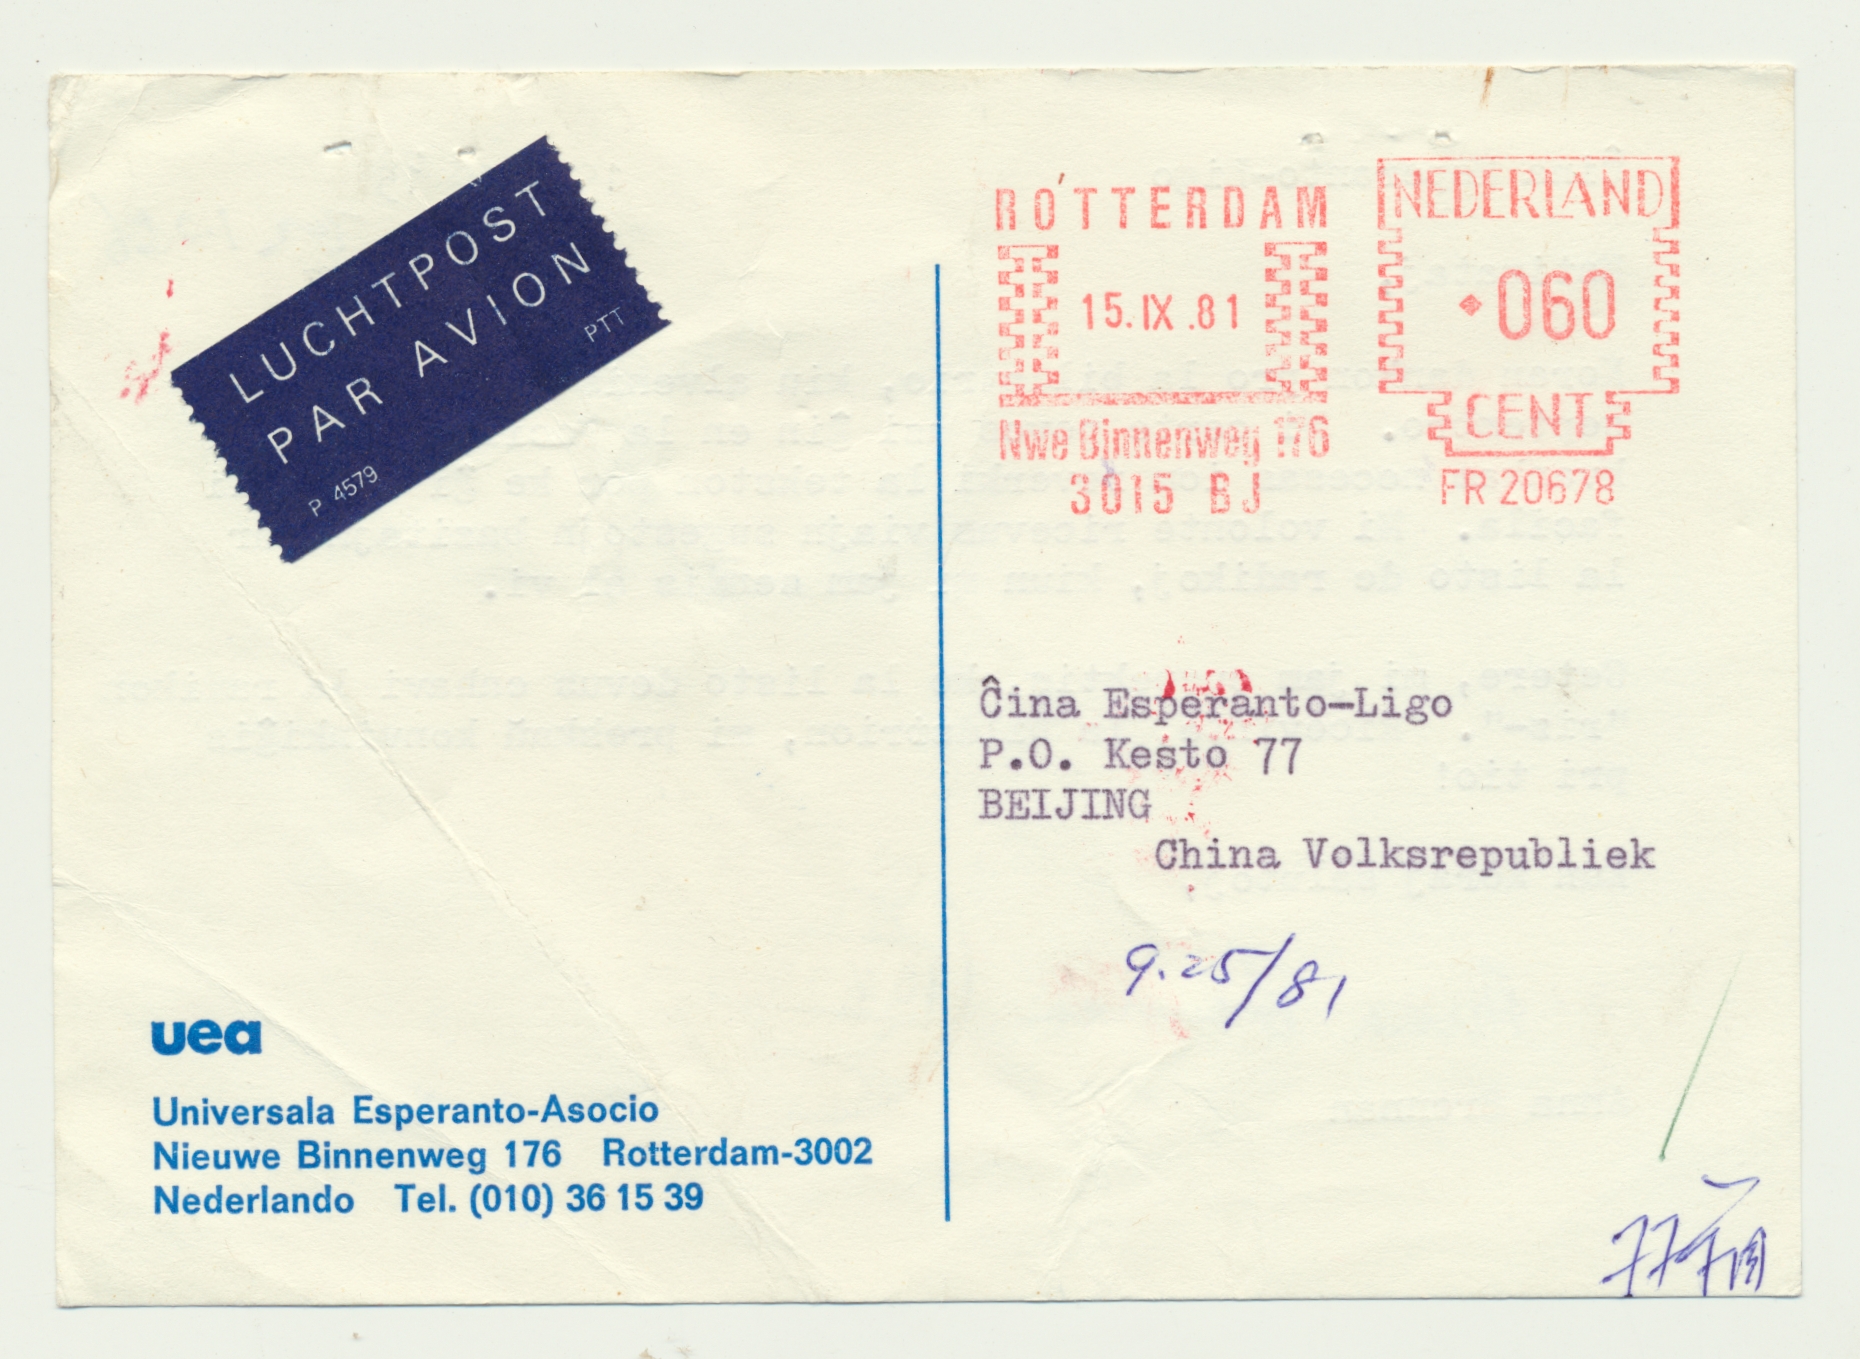 LUCHTPOST
PAR AVION
P 4579
PTT
ROTTERDAM
15.IX.81
Nwe Binnenweg 176
3015 BJ
NEDERLAND
060
CENT
FR 20678
Ĉina Esperanto-Ligo
P.O. Kesto 77
BEIJING
China Volksrepubliek
9.25/81
uea
Universala Esperanto-Asocio
Nieuwe Binnenweg 176 Rotterdam-3002
Nederlando Tel. (010) 36 15 39